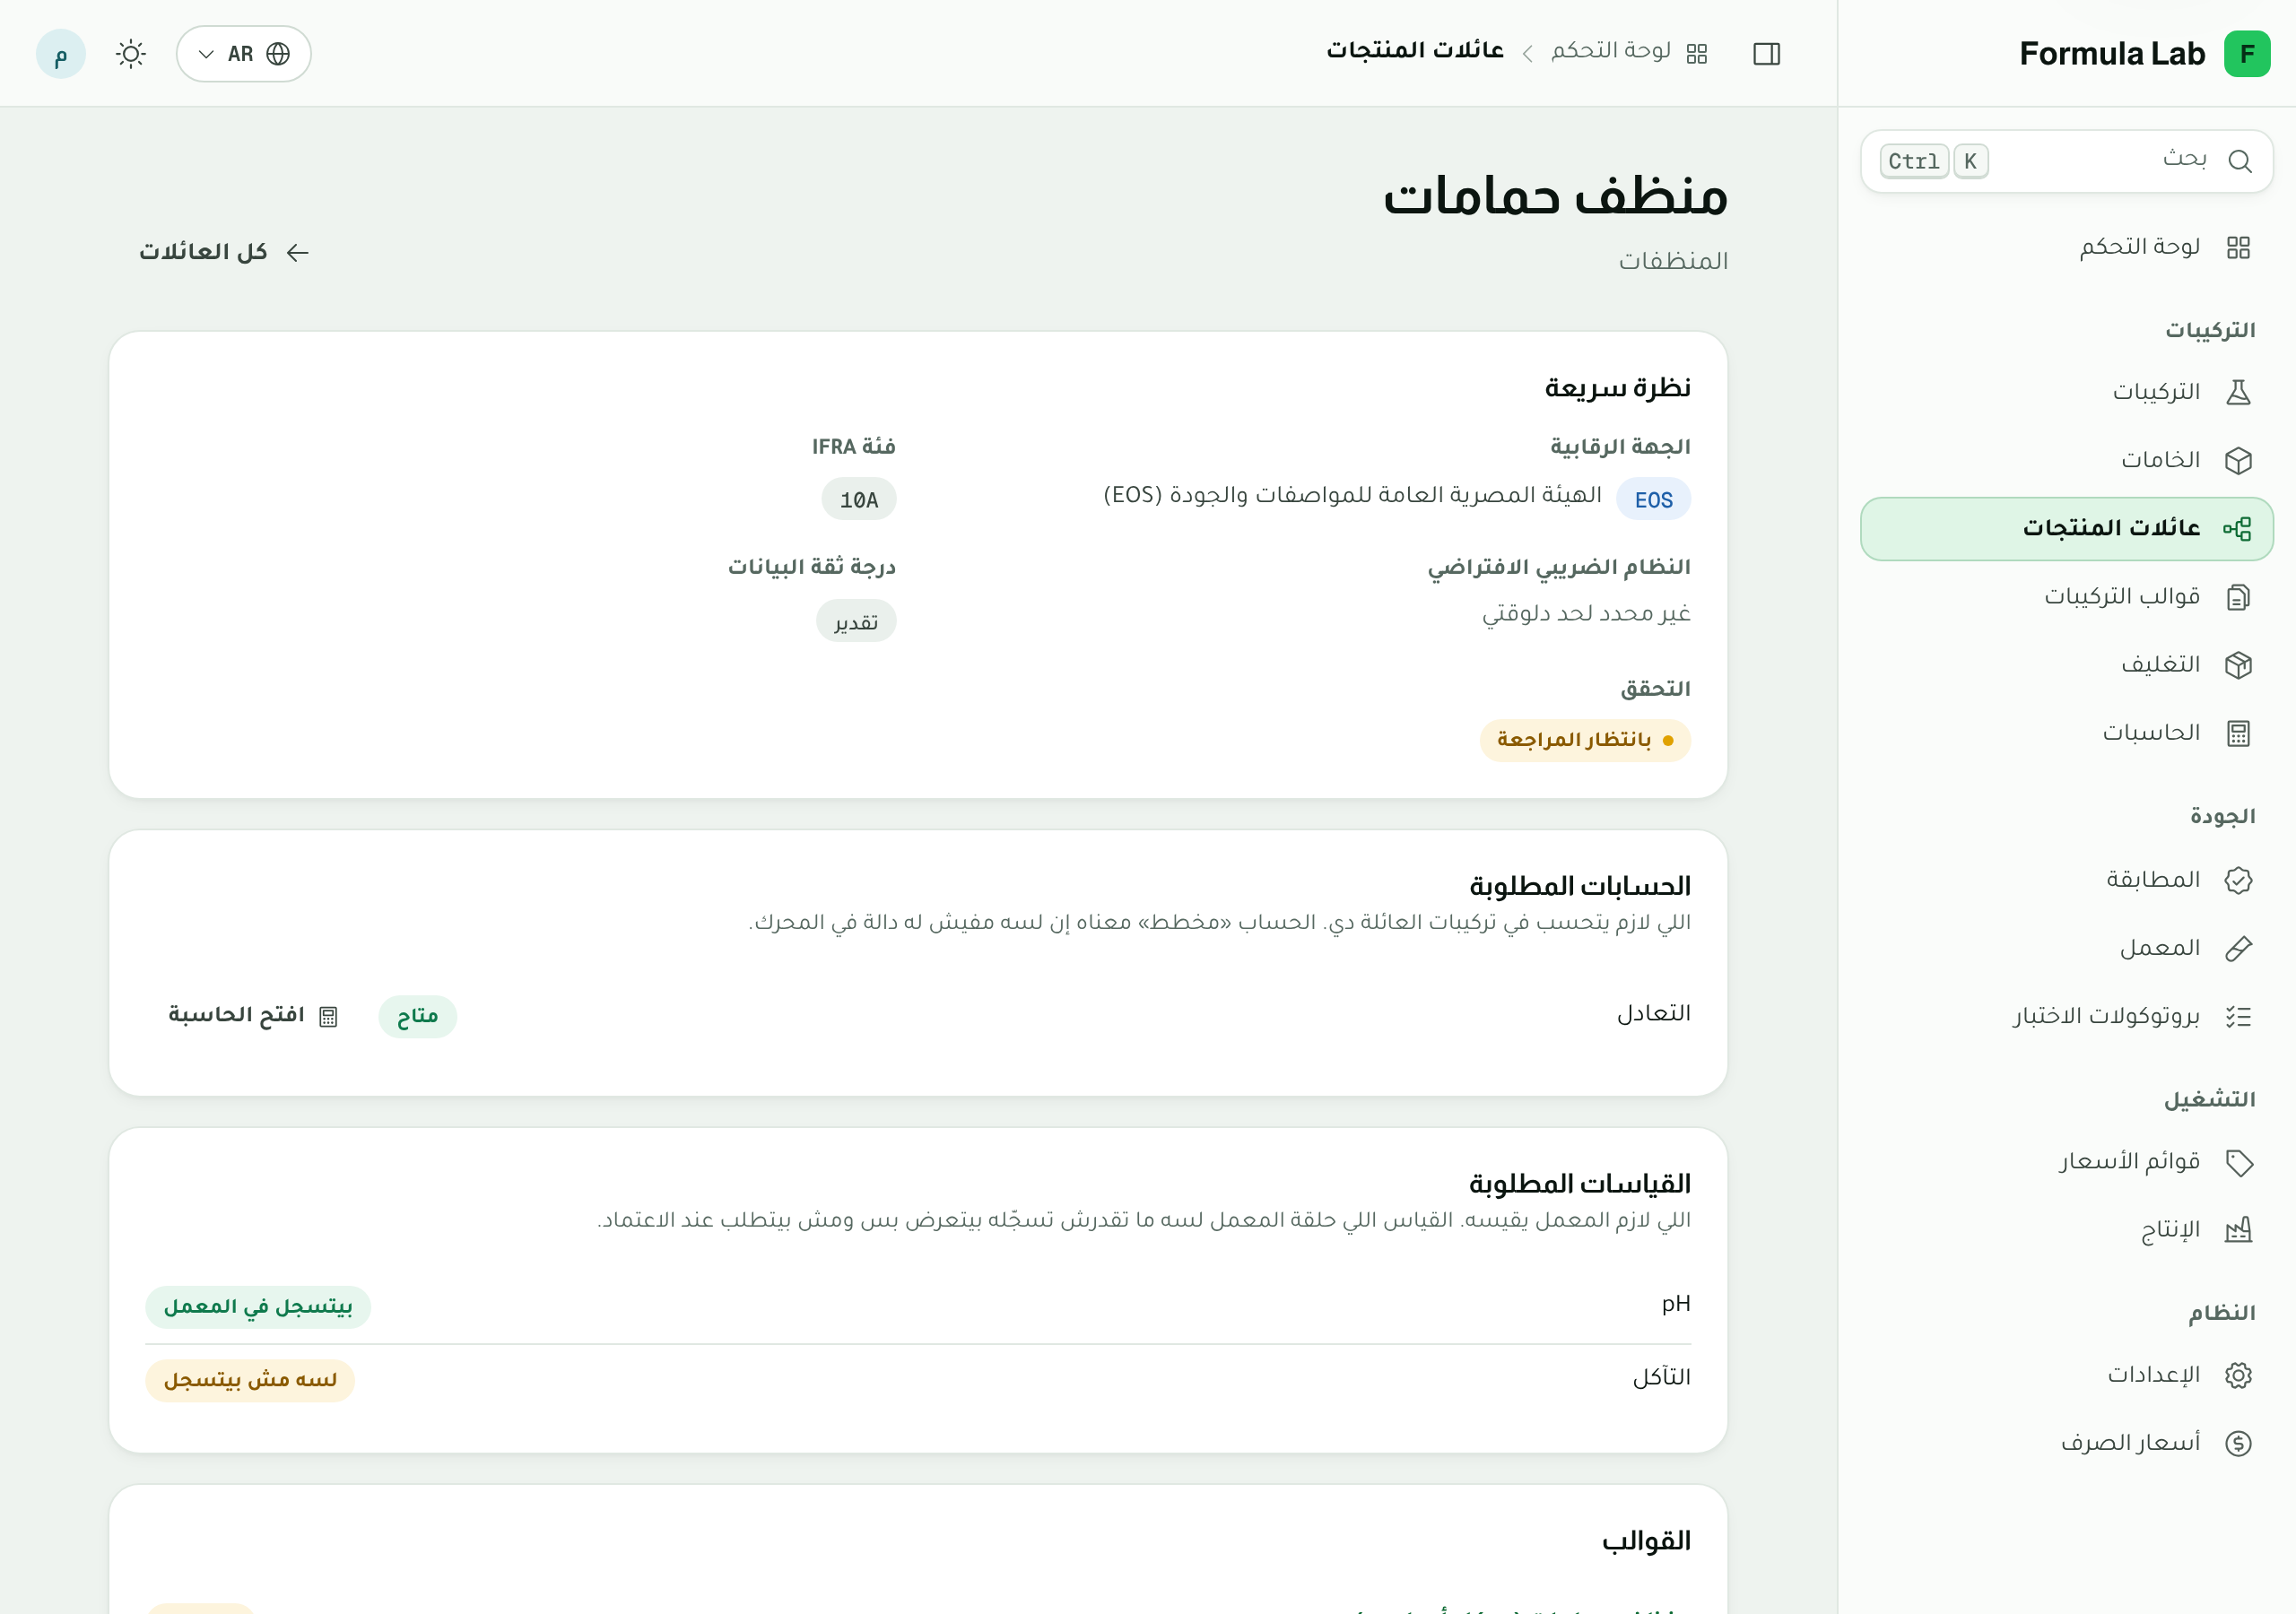 F Formula Lab
بحث
Ctrl K
لوحة التحكم
التركيبات
التركيبات
الخامات
عائلات المنتجات
قوالب التركيبات
التغليف
الحاسبات
الجودة
المطابقة
المعمل
بروتوكولات الاختبار
التشغيل
قوائم الأسعار
الإنتاج
النظام
الإعدادات
أسعار الصرف
لوحة التحكم
عائلات المنتجات
AR
م
منظف حمامات
المنظفات
كل العائلات
نظرة سريعة
الجهة الرقابية
EOS الهيئة المصرية العامة للمواصفات والجودة (EOS)
فئة IFRA
10A
النظام الضريبي الافتراضي
غير محدد لحد دلوقتي
درجة ثقة البيانات
تقدير
التحقق
بانتظار المراجعة
الحسابات المطلوبة
اللي لازم يتحسب في تركيبات العائلة دي. الحساب «مخطط» معناه إن لسه مفيش له دالة في المحرك.
التعادل
متاح
افتح الحاسبة
القياسات المطلوبة
اللي لازم المعمل يقيسه. القياس اللي حلقة المعمل لسه ما تقدرش تسجّله بيتعرض بس ومش بيتطلب عند الاعتماد.
pH
بيتسجل في المعمل
التآكل
لسه مش بيتسجل
القوالب